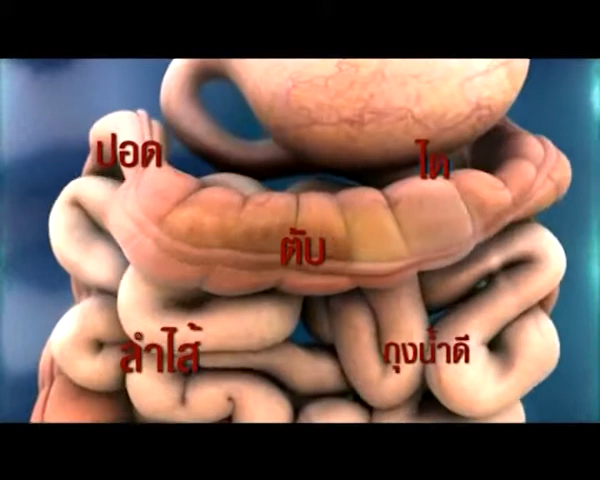 ปอด
ไต
ตับ
ลำไส้
ถุงน้ำดี